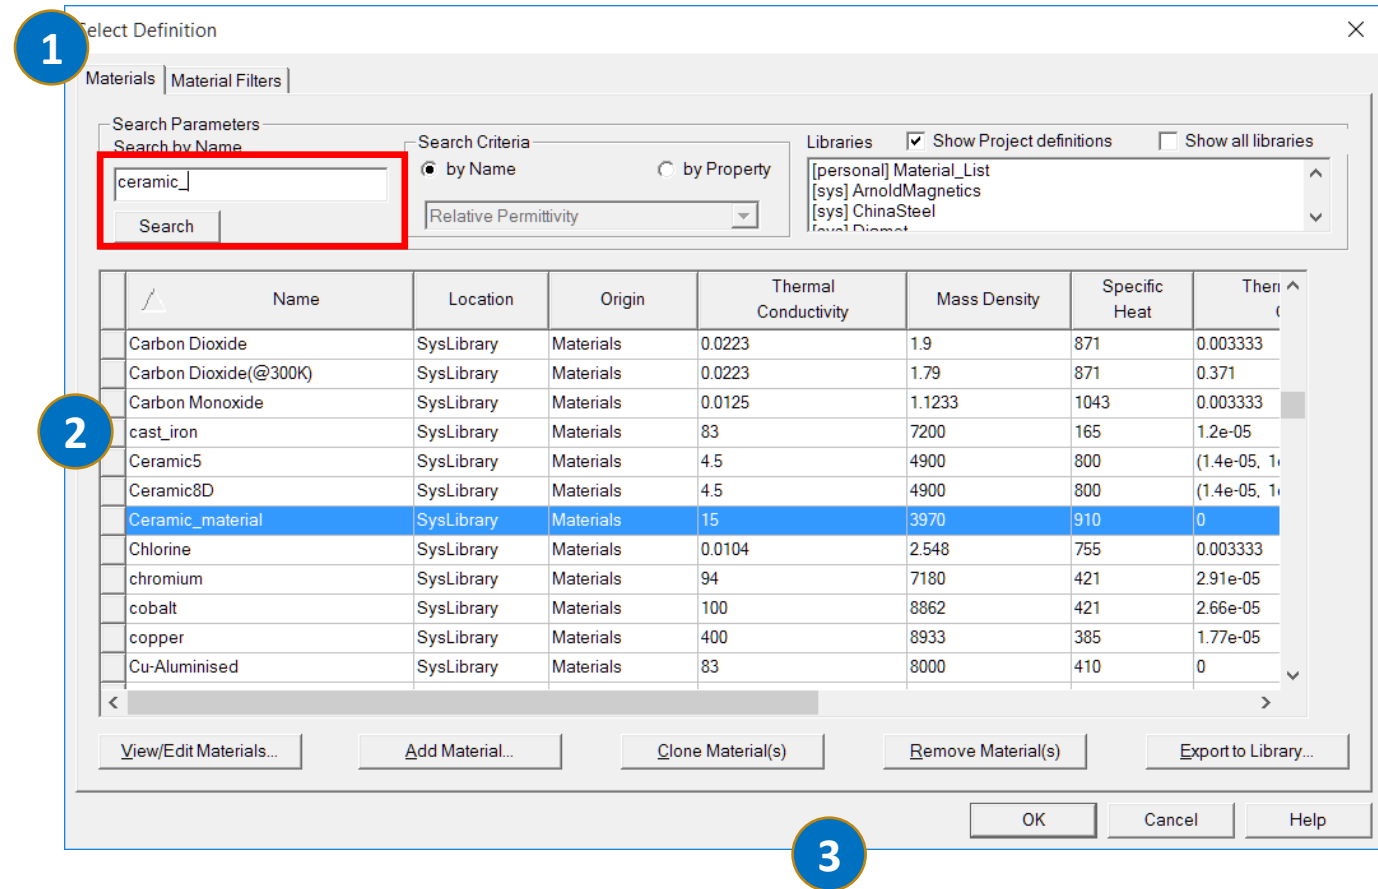 1
elect Definition
Materials Material Filters
Search Parameters
Search by Name
ceramic_
Search
Search Criteria
by Name by Property
Relative Permittivity
Libraries Show Project definitions Show all libraries
[personal] Material_List
[sys] ArnoldMagnetics
[sys] ChinaSteel
Name Location Origin Thermal Conductivity Mass Density Specific Heat
Carbon Dioxide SysLibrary Materials 0.0223 1.9 871 0.003333
Carbon Dioxide(@300K) SysLibrary Materials 0.0223 1.79 871 0.371
Carbon Monoxide SysLibrary Materials 0.0125 1.1233 1043 0.003333
2
cast_iron SysLibrary Materials 83 7200 165 1.2e-05
Ceramic5 SysLibrary Materials 4.5 4900 800 (1.4e-05, 1
Ceramic8D SysLibrary Materials 4.5 4900 800 (1.4e-05, 1
Ceramic_material SysLibrary Materials 15 3970 910 0
Chlorine SysLibrary Materials 0.0104 2.548 755 0.003333
chromium SysLibrary Materials 94 7180 421 2.91e-05
cobalt SysLibrary Materials 100 8862 421 2.66e-05
copper SysLibrary Materials 400 8933 385 1.77e-05
Cu-Aluminised SysLibrary Materials 83 8000 410 0
View/Edit Materials... Add Material... Clone Material(s) Remove Material(s) Export to Library...
OK Cancel Help
3